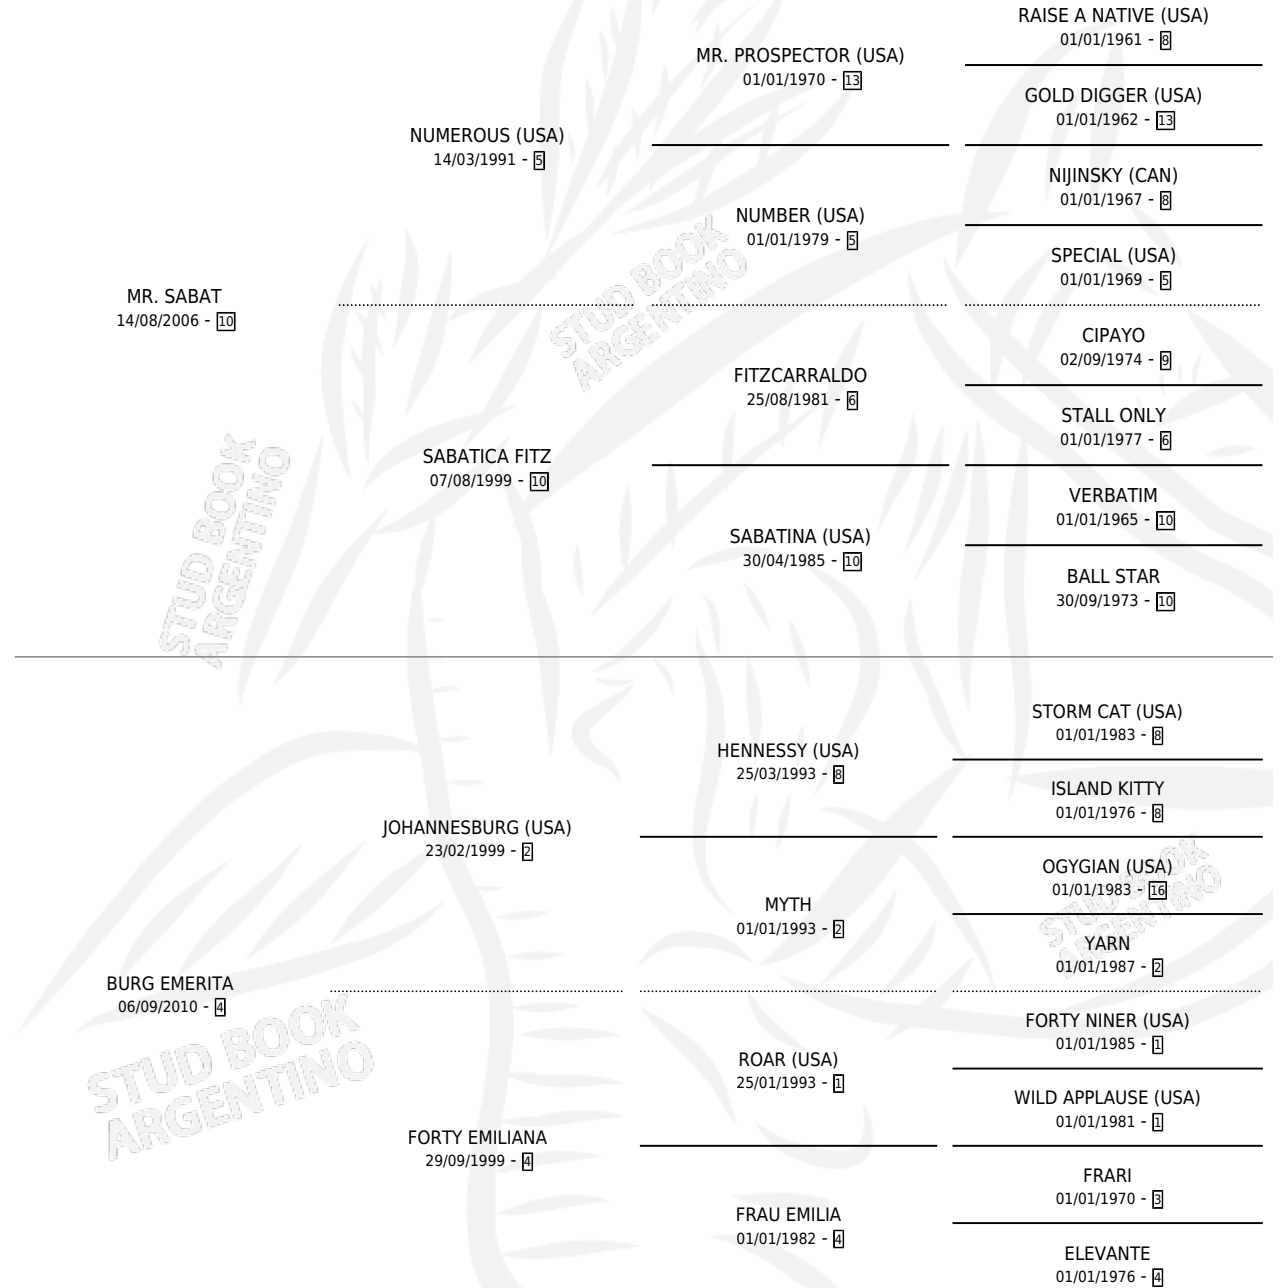 RAISE A NATIVE (USA)
01/01/1961 - 8
MR. PROSPECTOR (USA)
01/01/1970 - 13
GOLD DIGGER (USA)
01/01/1962 - 13
NUMEROUS (USA)
14/03/1991 - 5
NIJINSKY (CAN)
01/01/1967 - 8
NUMBER (USA)
01/01/1979 - 5
SPECIAL (USA)
01/01/1969 - 5
MR. SABAT
14/08/2006 - 10
CIPAYO
02/09/1974 - 9
FITZCARRALDO
25/08/1981 - 6
STALL ONLY
01/01/1977 - 6
SABATICA FITZ
07/08/1999 - 10
VERBATIM
01/01/1965 - 10
SABATINA (USA)
30/04/1985 - 10
BALL STAR
30/09/1973 - 10
STORM CAT (USA)
01/01/1983 - 8
HENNESSY (USA)
25/03/1993 - 8
ISLAND KITTY
01/01/1976 - 8
JOHANNESBURG (USA)
23/02/1999 - 2
OGYGIAN (USA)
01/01/1983 - 16
MYTH
01/01/1993 - 2
YARN
01/01/1987 - 2
BURG EMERITA
06/09/2010 - 4
FORTY NINER (USA)
01/01/1985 - 1
ROAR (USA)
25/01/1993 - 1
WILD APPLAUSE (USA)
01/01/1981 - 1
FORTY EMILIANA
29/09/1999 - 4
FRARI
01/01/1970 - 3
FRAU EMILIA
01/01/1982 - 4
ELEVANTE
01/01/1976 - 4
STUD BOOK
ARGENTINO
STUD BOOK
ARGENTINO
STUD BOOK
ARGENTINO
STUD BOOK
ARGENTINO